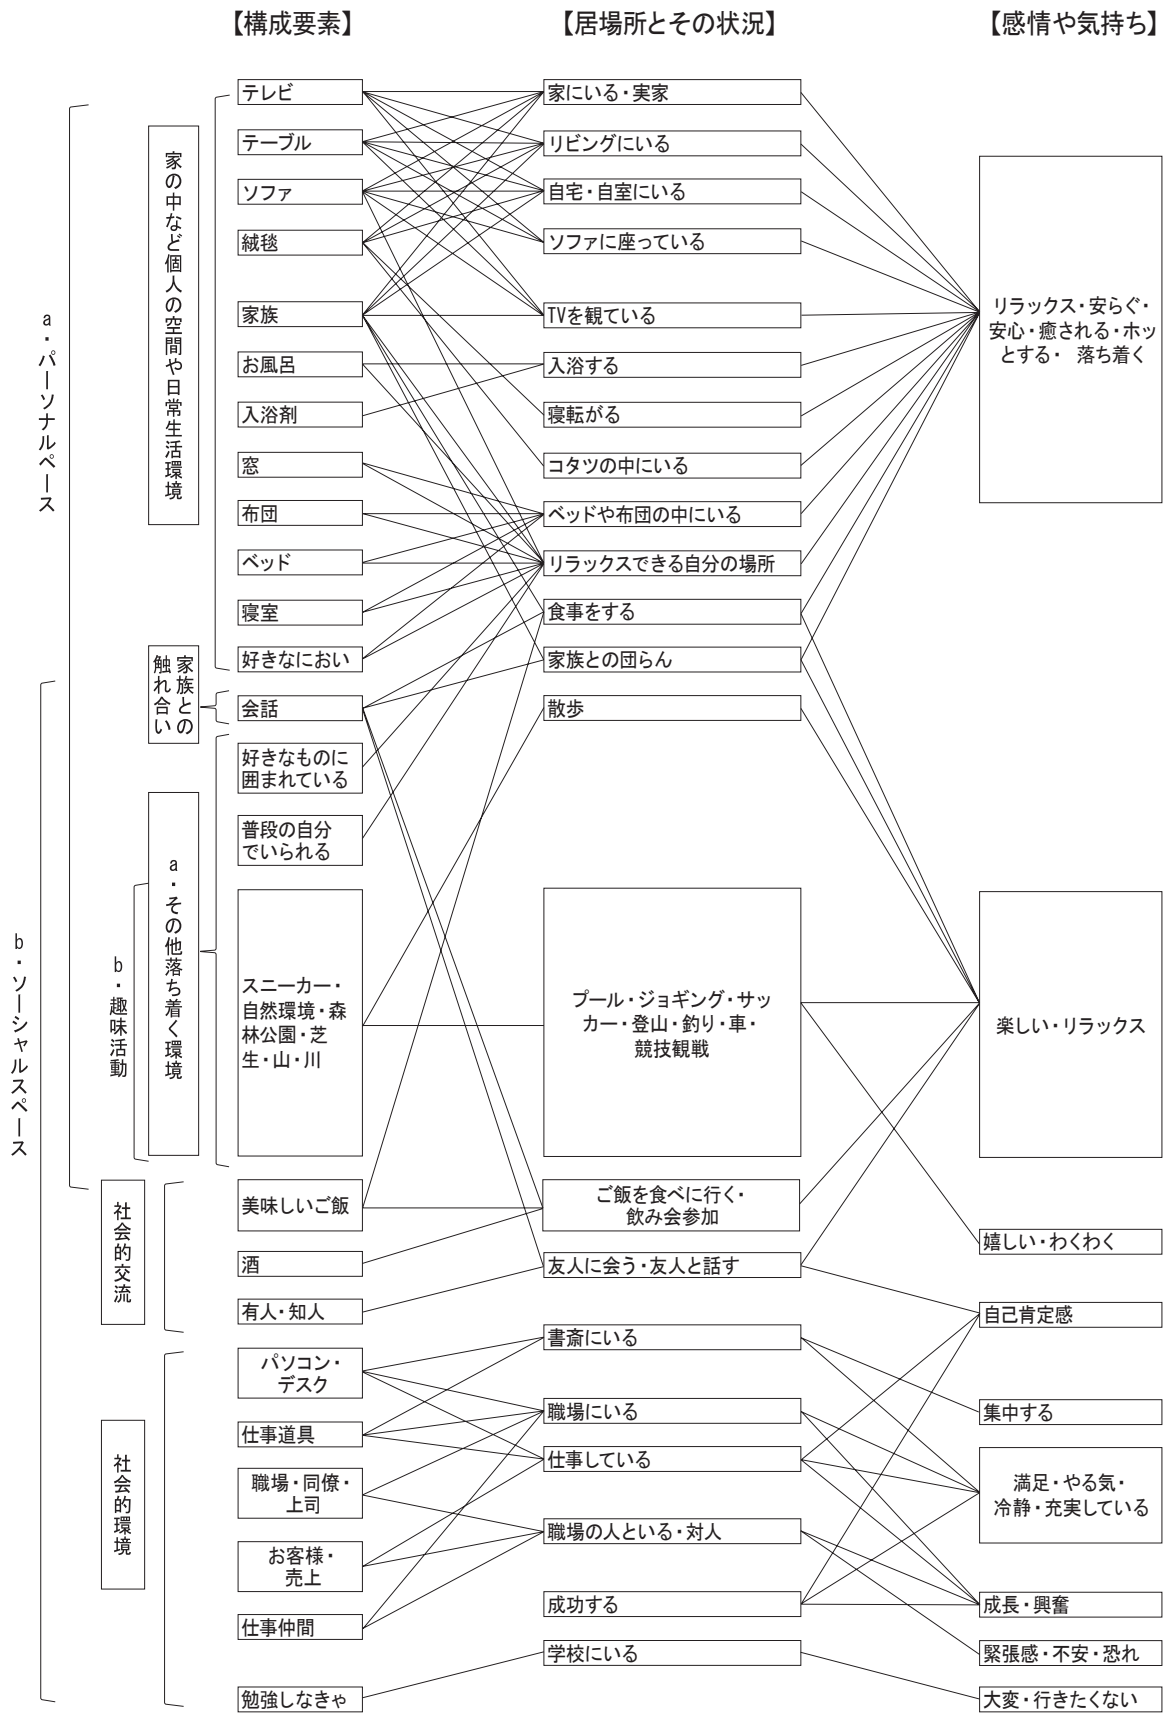 【構成要素】
【居場所とその状況】
【感情や気持ち】
a・パーソナルペース
b・ソーシャルスペース
家の中など個人の空間や日常生活環境
家族との
触れ合い
a・その他落ち着く環境
b・趣味活動
社会的交流
社会的環境
テレビ
テーブル
ソファ
絨毯
家族
お風呂
入浴剤
窓
布団
ベッド
寝室
好きなにおい
会話
好きなものに
囲まれている
普段の自分
でいられる
スニーカー・
自然環境・森
林公園・芝
生・山・川
美味しいご飯
酒
有人・知人
パソコン・
デスク
仕事道具
職場・同僚・
上司
お客様・
売上
仕事仲間
勉強しなきゃ
家にいる・実家
リビングにいる
自宅・自室にいる
ソファに座っている
TVを観ている
入浴する
寝転がる
コタツの中にいる
ベッドや布団の中にいる
リラックスできる自分の場所
食事をする
家族との団らん
散歩
プール・ジョギング・サッ
カー・登山・釣り・車・
競技観戦
ご飯を食べに行く・
飲み会参加
友人に会う・友人と話す
書斎にいる
職場にいる
仕事している
職場の人といる・対人
成功する
学校にいる
リラックス・安らぐ・
安心・癒される・ホッ
とする・ 落ち着く
楽しい・リラックス
嬉しい・わくわく
自己肯定感
集中する
満足・やる気・
冷静・充実している
成長・興奮
緊張感・不安・恐れ
大変・行きたくない